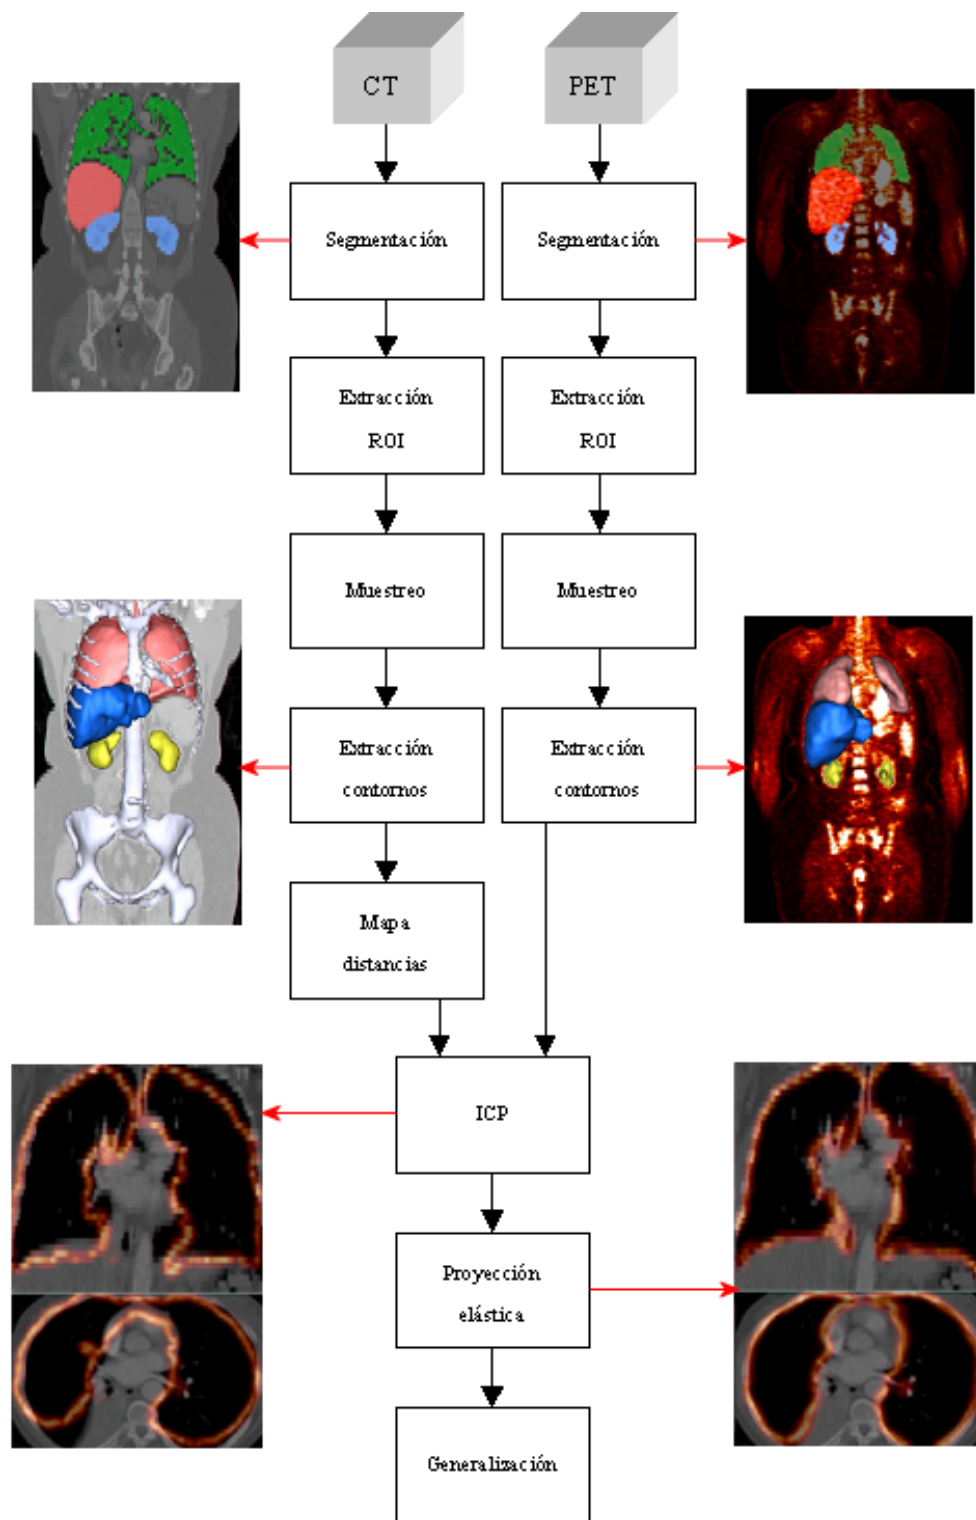 CT
PET
Segmentación
Segmentación
Extracción
ROI
Extracción
ROI
Muestreo
Muestreo
Extracción
contornos
Extracción
contornos
Mapa
distancias
ICP
Proyección
elástica
Generalización